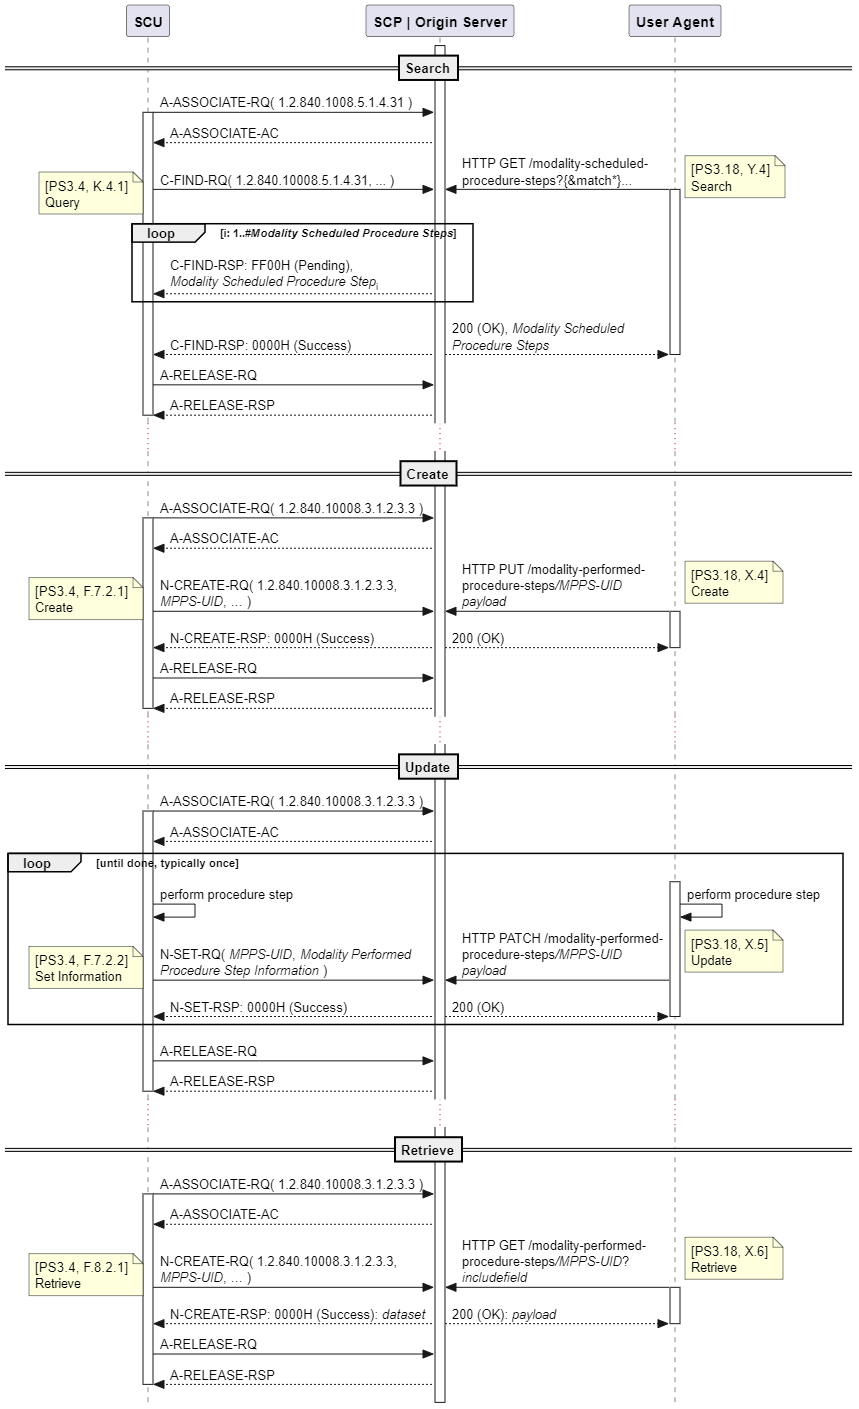 SCU
SCP | Origin Server
User Agent
Search
A-ASSOCIATE-RQ( 1.2.840.1008.5.1.4.31 )
A-ASSOCIATE-AC
[PS3.4, K.4.1]
Query
C-FIND-RQ( 1.2.840.10008.5.1.4.31, ... )
HTTP GET /modality-scheduled-
procedure-steps?{&match*}...
[PS3.18, Y.4]
Search
loop
[i: 1..#Modality Scheduled Procedure Steps]
C-FIND-RSP: FF00H (Pending),
Modality Scheduled Procedure Stepi
C-FIND-RSP: 0000H (Success)
200 (OK), Modality Scheduled
Procedure Steps
A-RELEASE-RQ
A-RELEASE-RSP
Create
A-ASSOCIATE-RQ( 1.2.840.10008.3.1.2.3.3 )
A-ASSOCIATE-AC
[PS3.4, F.7.2.1]
Create
N-CREATE-RQ( 1.2.840.10008.3.1.2.3.3,
MPPS-UID, ... )
HTTP PUT /modality-performed-
procedure-steps/MPPS-UID
payload
[PS3.18, X.4]
Create
N-CREATE-RSP: 0000H (Success)
200 (OK)
A-RELEASE-RQ
A-RELEASE-RSP
Update
A-ASSOCIATE-RQ( 1.2.840.10008.3.1.2.3.3 )
A-ASSOCIATE-AC
loop
[until done, typically once]
perform procedure step
perform procedure step
[PS3.4, F.7.2.2]
Set Information
N-SET-RQ( MPPS-UID, Modality Performed
Procedure Step Information )
HTTP PATCH /modality-performed-
procedure-steps/MPPS-UID
payload
[PS3.18, X.5]
Update
N-SET-RSP: 0000H (Success)
200 (OK)
A-RELEASE-RQ
A-RELEASE-RSP
Retrieve
A-ASSOCIATE-RQ( 1.2.840.10008.3.1.2.3.3 )
A-ASSOCIATE-AC
[PS3.4, F.8.2.1]
Retrieve
N-CREATE-RQ( 1.2.840.10008.3.1.2.3.3,
MPPS-UID, ... )
HTTP GET /modality-performed-
procedure-steps/MPPS-UID?
includefield
[PS3.18, X.6]
Retrieve
N-CREATE-RSP: 0000H (Success): dataset
200 (OK): payload
A-RELEASE-RQ
A-RELEASE-RSP